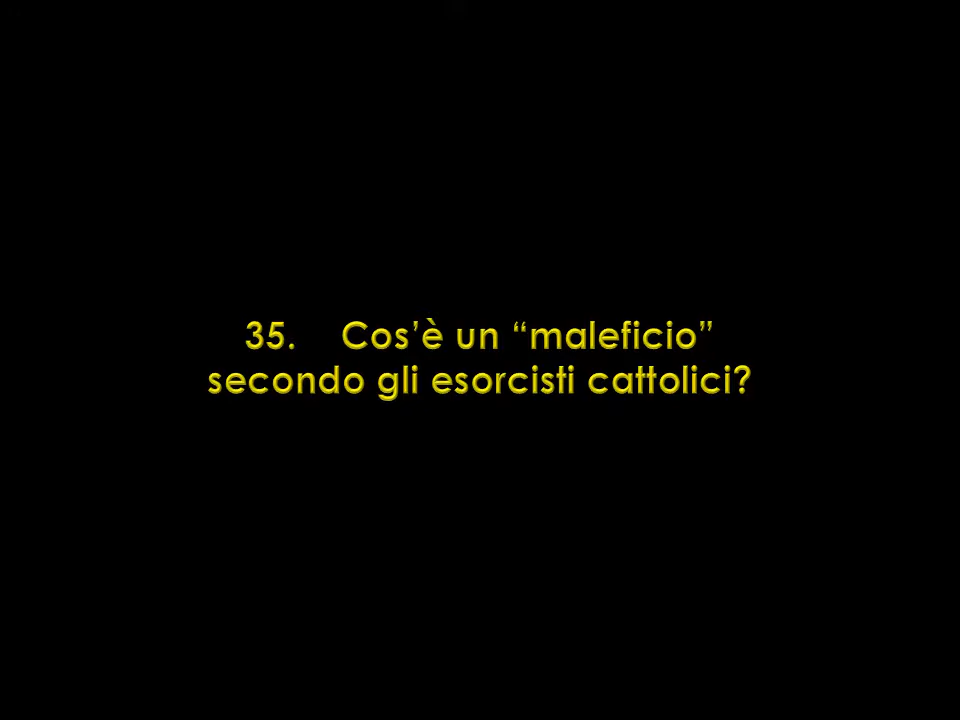 35. Cos’è un “maleficio”
secondo gli esorcisti cattolici?